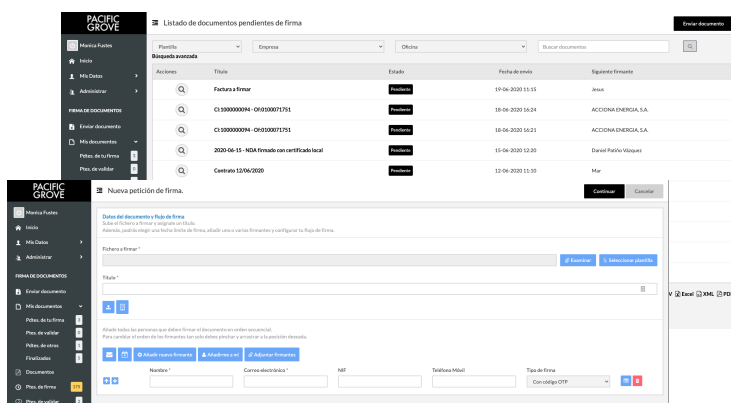 PACIFIC
GROVE
Monica Fustes
Inicio
Mis Datos
Administrar
FIRMA DE DOCUMENTOS
Enviar documento
Mis documentos
Pdtes. de tu firma
Ptes. de validar
Listado de documentos pendientes de firma
Enviar documento
Plantilla Empresa Oficina Buscar documentos
Búsqueda avanzada
Acciones Título Estado Fecha de envío Siguiente firmante
Factura a firmar Pendiente 19-06-2020 11:15 Jesus
CI:1000000094 - Of:0100071751 Pendiente 18-06-2020 16:24 ACCIONA ENERGIA, S.A.
CI:1000000094 - Of:0100071751 Pendiente 18-06-2020 16:21 ACCIONA ENERGIA, S.A.
2020-06-15 - NDA firmado con certificado local Pendiente 15-06-2020 12:20 Daniel Patiño Vázquez
Contrato 12/06/2020 Pendiente 12-06-2020 11:10 Mar
V Excel XML PD
PACIFIC
GROVE
Monica Fustes
Inicio
Mis Datos
Administrar
FIRMA DE DOCUMENTOS
Enviar documento
Mis documentos
Pdtes. de tu firma
Ptes. de validar
Pdtes. de otros
Finalizados
Documentos
Ptes. de firma
Ptes. de validar
Nueva petición de firma.
Continuar Cancelar
Datos del documento y flujo de firma
Sube el fichero a firmar y asígnale un título.
Además, podrás elegir una fecha límite de firma, añadir uno o varios firmantes y configurar tu flujo de firma.
Fichero a firmar *
Examinar Seleccionar plantilla
Título *
Añade todas las personas que deben firmar el documento en orden secuencial.
Para cambiar el orden de los firmantes tan solo debes pinchar y arrastrar a la posición deseada.
Añadir nuevo firmante Añadirme a mi Adjuntar firmantes
Nombre * Correo electrónico * NIF Teléfono Móvil Tipo de firma
Con código OTP